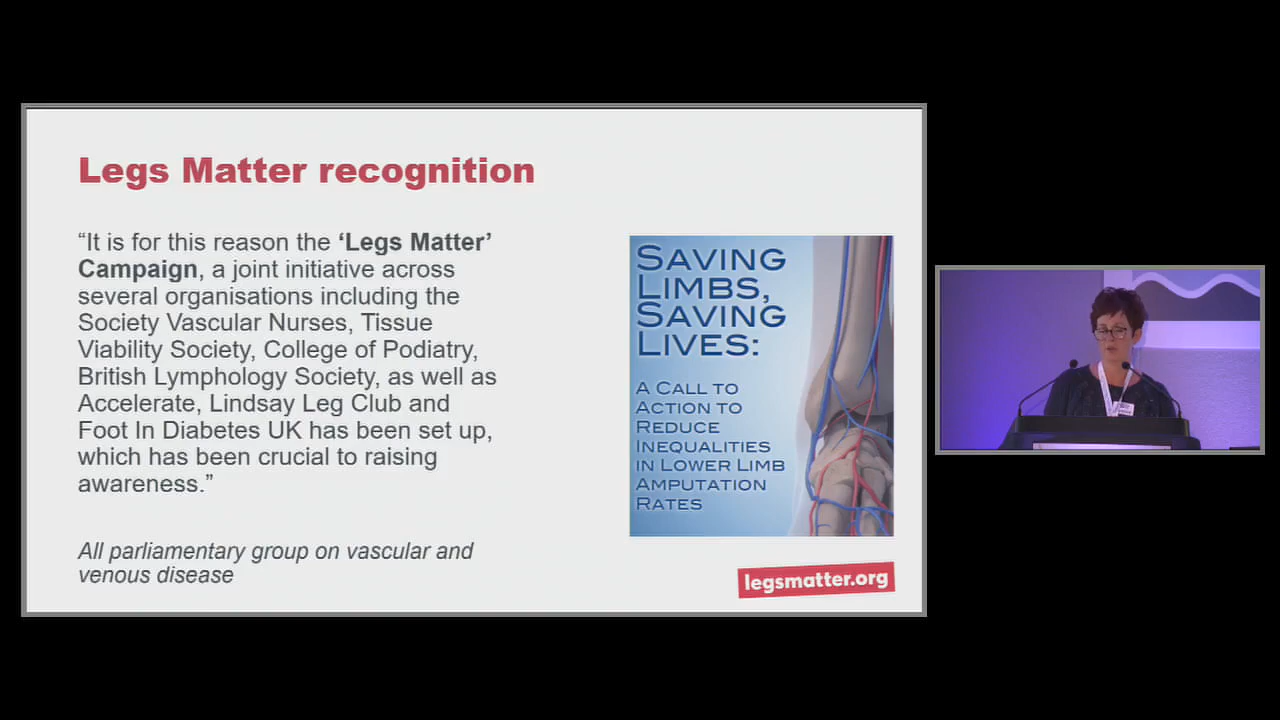 Legs Matter recognition
“It is for this reason the ‘Legs Matter’
Campaign, a joint initiative across
several organisations including the
Society Vascular Nurses, Tissue
Viability Society, College of Podiatry,
British Lymphology Society, as well as
Accelerate, Lindsay Leg Club and
Foot In Diabetes UK has been set up,
which has been crucial to raising
awareness.”
All parliamentary group on vascular and
venous disease
SAVING
LIMBS,
SAVING
LIVES:
A CALL TO
ACTION TO
REDUCE
INEQUALITIES
IN LOWER LIMB
AMPUTATION
RATES
legsmatter.org